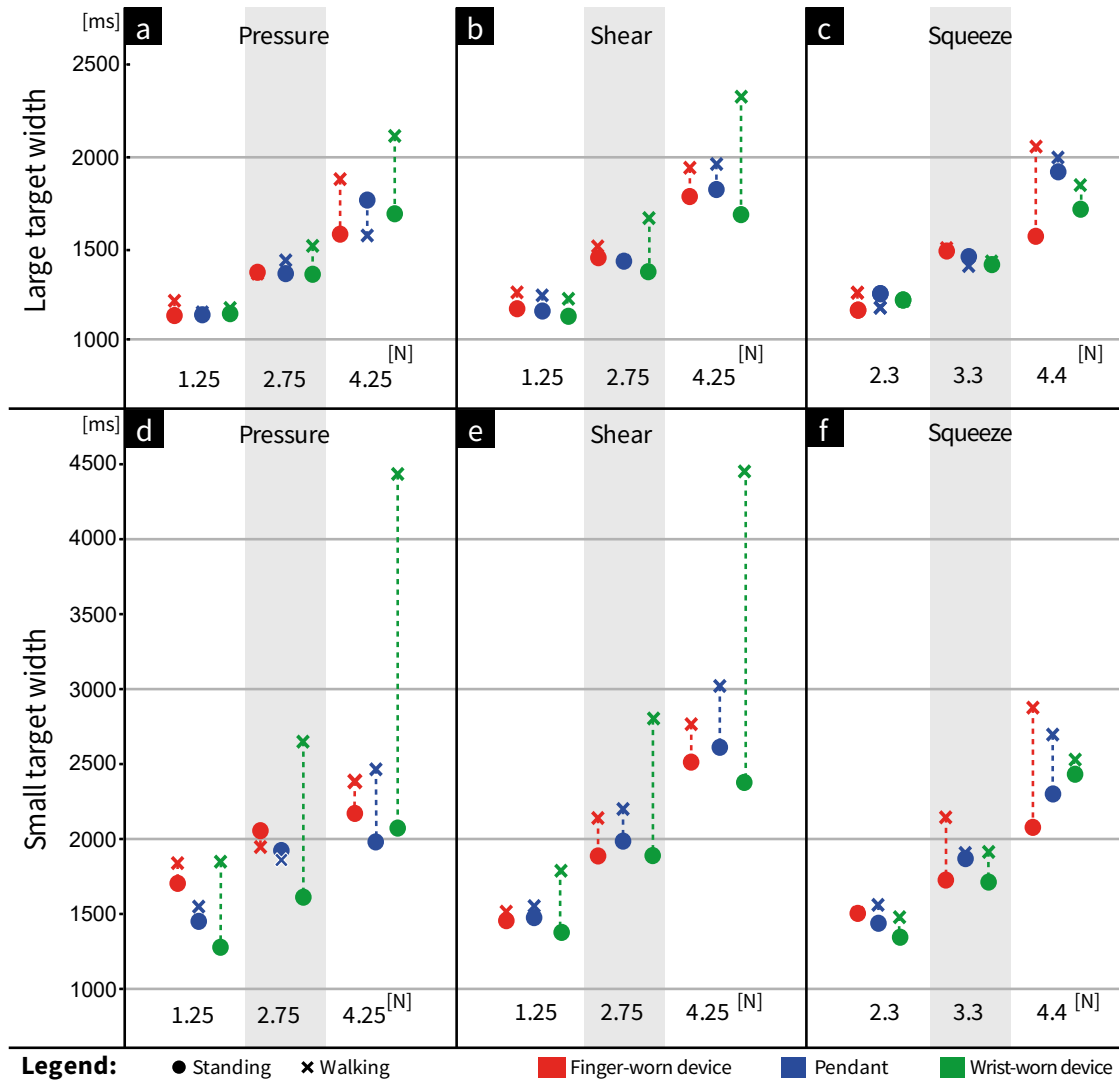 [ms]
a
Pressure
b
Shear
c
Squeeze
Large target width
2500
2000
1500
1000
[N]
1.25 2.75 4.25
[N]
1.25 2.75 4.25
[N]
2.3 3.3 4.4
[ms]
d
Pressure
e
Shear
f
Squeeze
Small target width
4500
4000
3500
3000
2500
2000
1500
1000
1.25 2.75 4.25 [N]
1.25 2.75 4.25 [N]
2.3 3.3 4.4 [N]
Legend: Standing Walking Finger-worn device Pendant Wrist-worn device